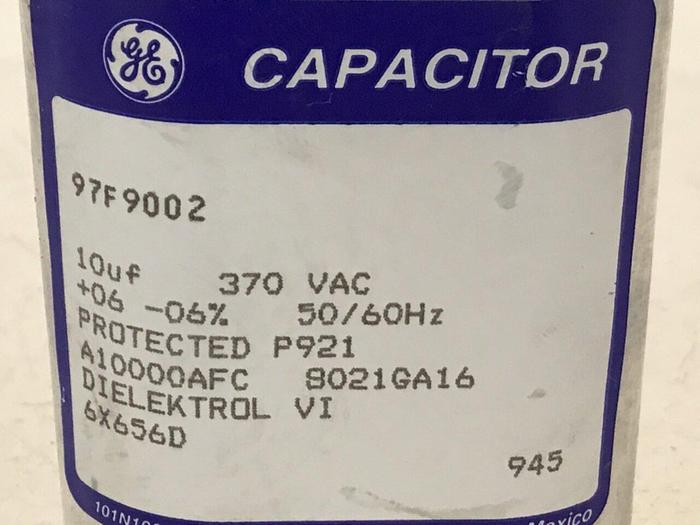 GE CAPACITOR
97F9002
10uf 370 VAC
+06 -06% 50/60Hz
PROTECTED P921
A10000AFC 8021GA16
DIELEKTROL VI
6X656D
945
Mexico